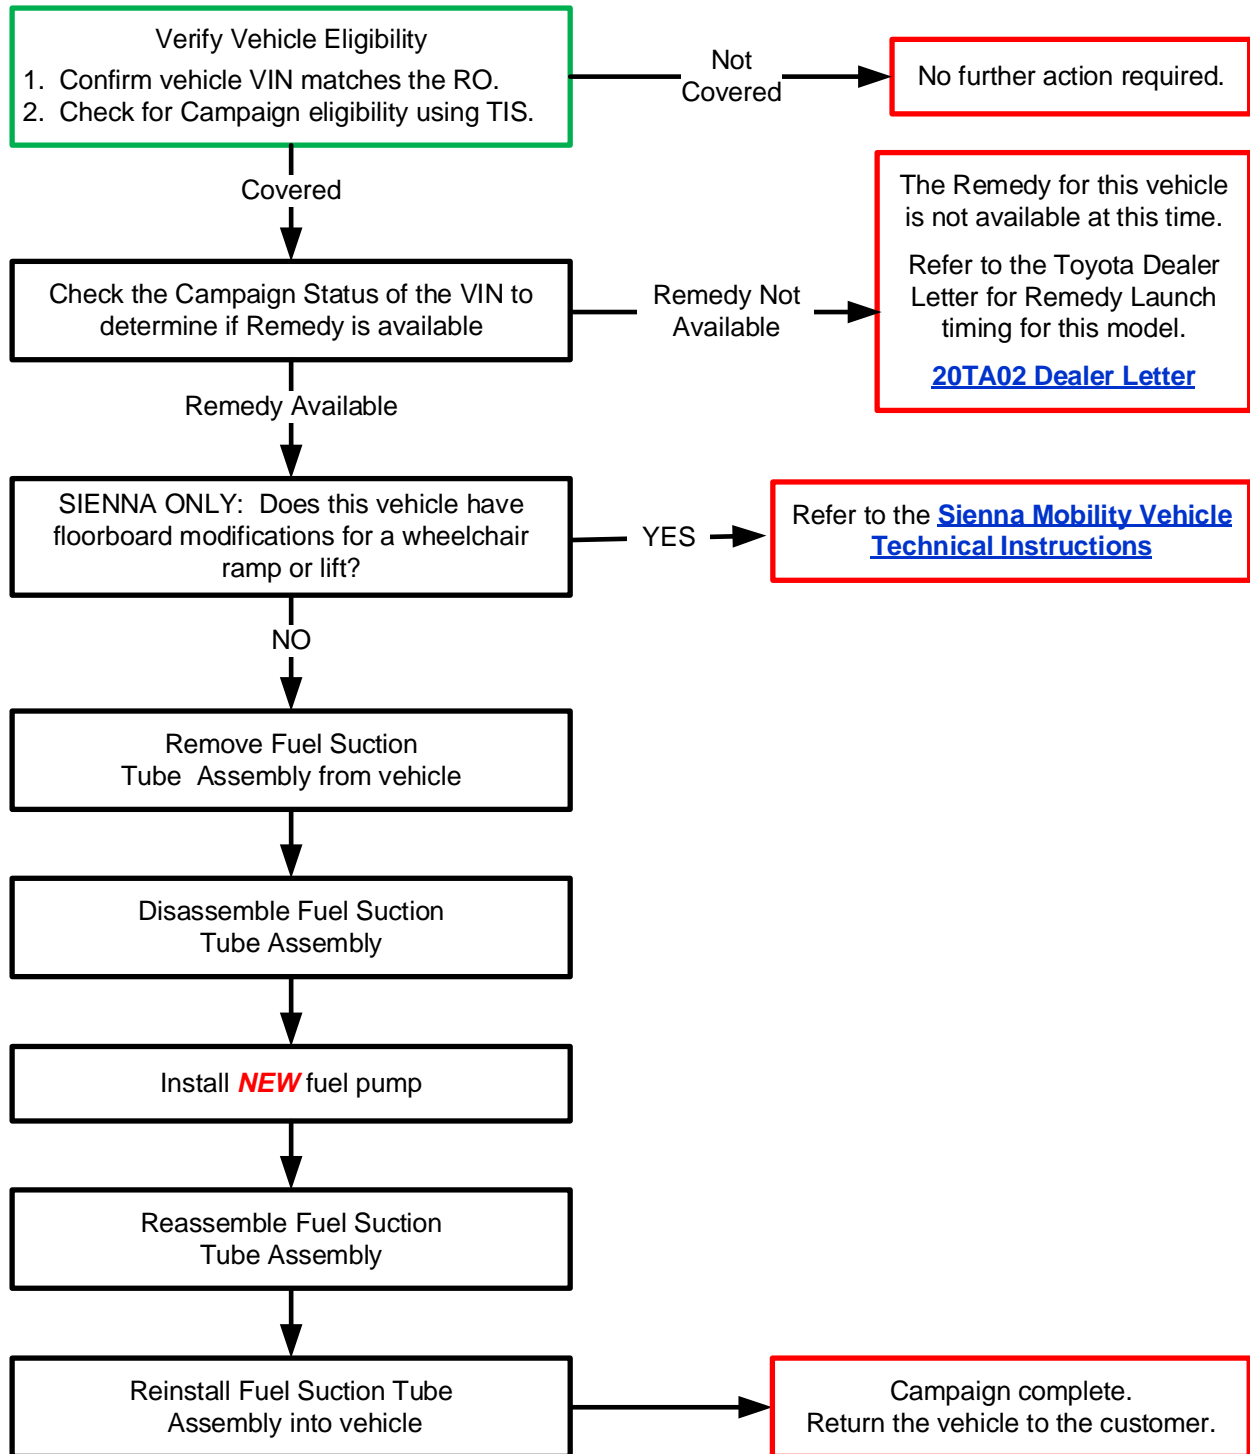 Verify Vehicle Eligibility
1. Confirm vehicle VIN matches the RO.
2. Check for Campaign eligibility using TIS.
Not
Covered
No further action required.
Covered
The Remedy for this vehicle
is not available at this time.
Refer to the Toyota Dealer
Letter for Remedy Launch
timing for this model.
20TA02 Dealer Letter
Check the Campaign Status of the VIN to
determine if Remedy is available
Remedy Not
Available
Remedy Available
SIENNA ONLY: Does this vehicle have
floorboard modifications for a wheelchair
ramp or lift?
YES
Refer to the Sienna Mobility Vehicle
Technical Instructions
NO
Remove Fuel Suction
Tube Assembly from vehicle
Disassemble Fuel Suction
Tube Assembly
Install NEW fuel pump
Reassemble Fuel Suction
Tube Assembly
Reinstall Fuel Suction Tube
Assembly into vehicle
Campaign complete.
Return the vehicle to the customer.